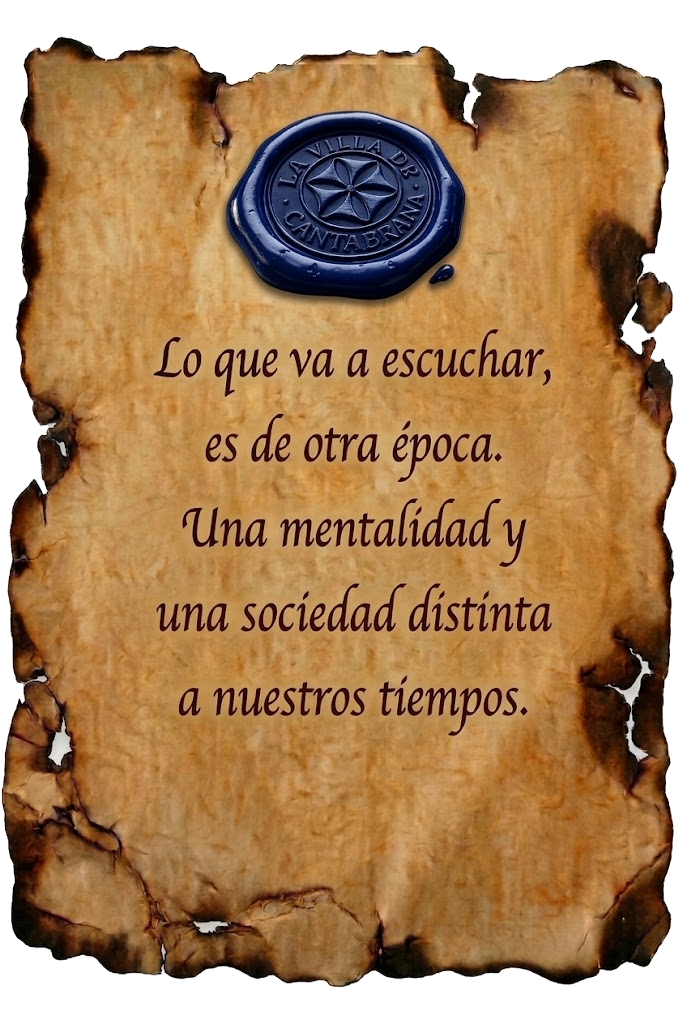 LA VILLA DE
CANTABRANA
Lo que va a escuchar,
es de otra época.
Una mentalidad y
una sociedad distinta
a nuestros tiempos.